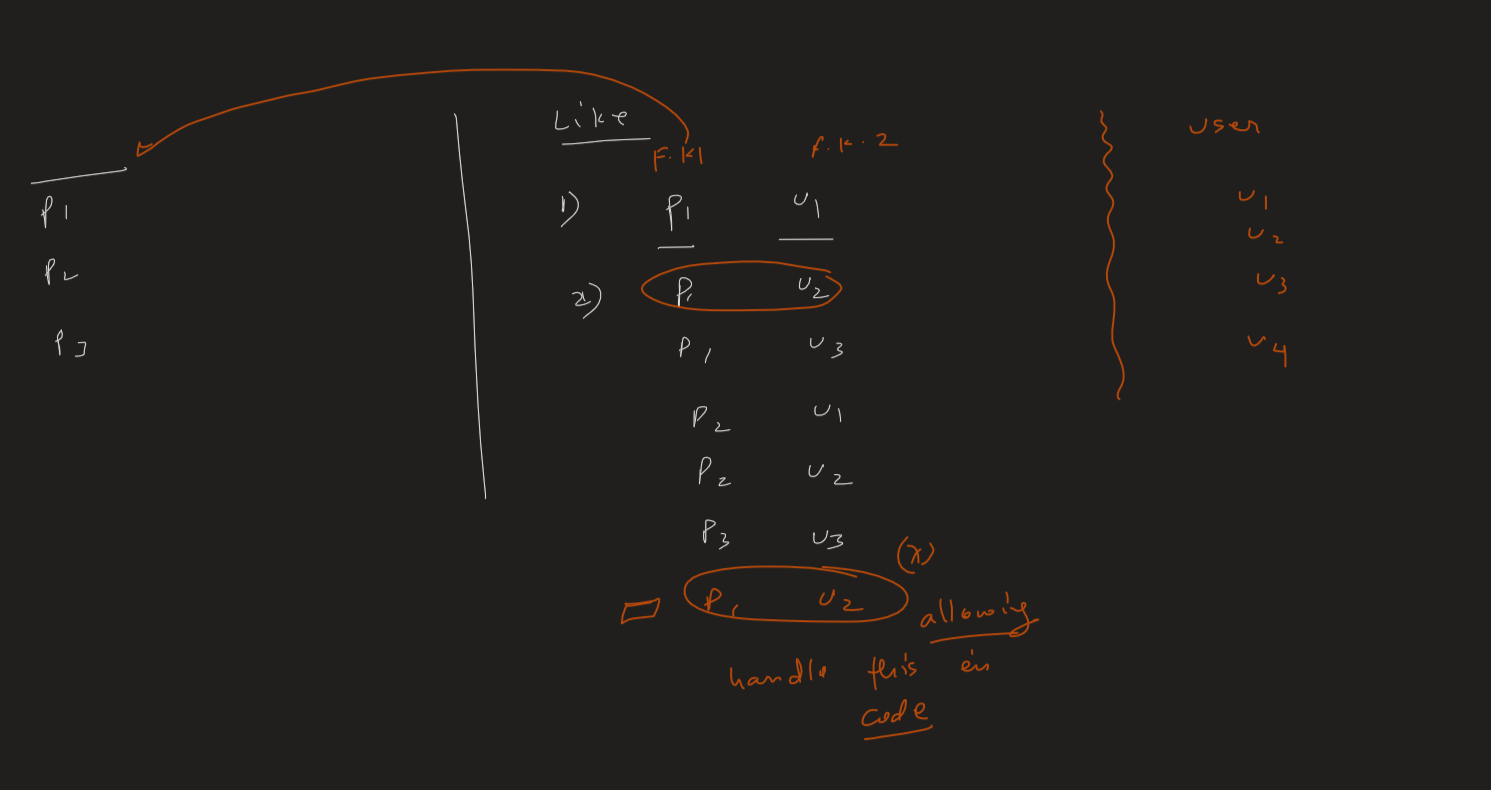 Like
user
F.K1 F.K.2
P1
1) P1 U1
U1
U2
P2
2) P1 U2
U3
P3
P1 U3
U4
P2 U1
P2 U2
P3 U3
(x)
P1 U2
allowing
handle this in
code